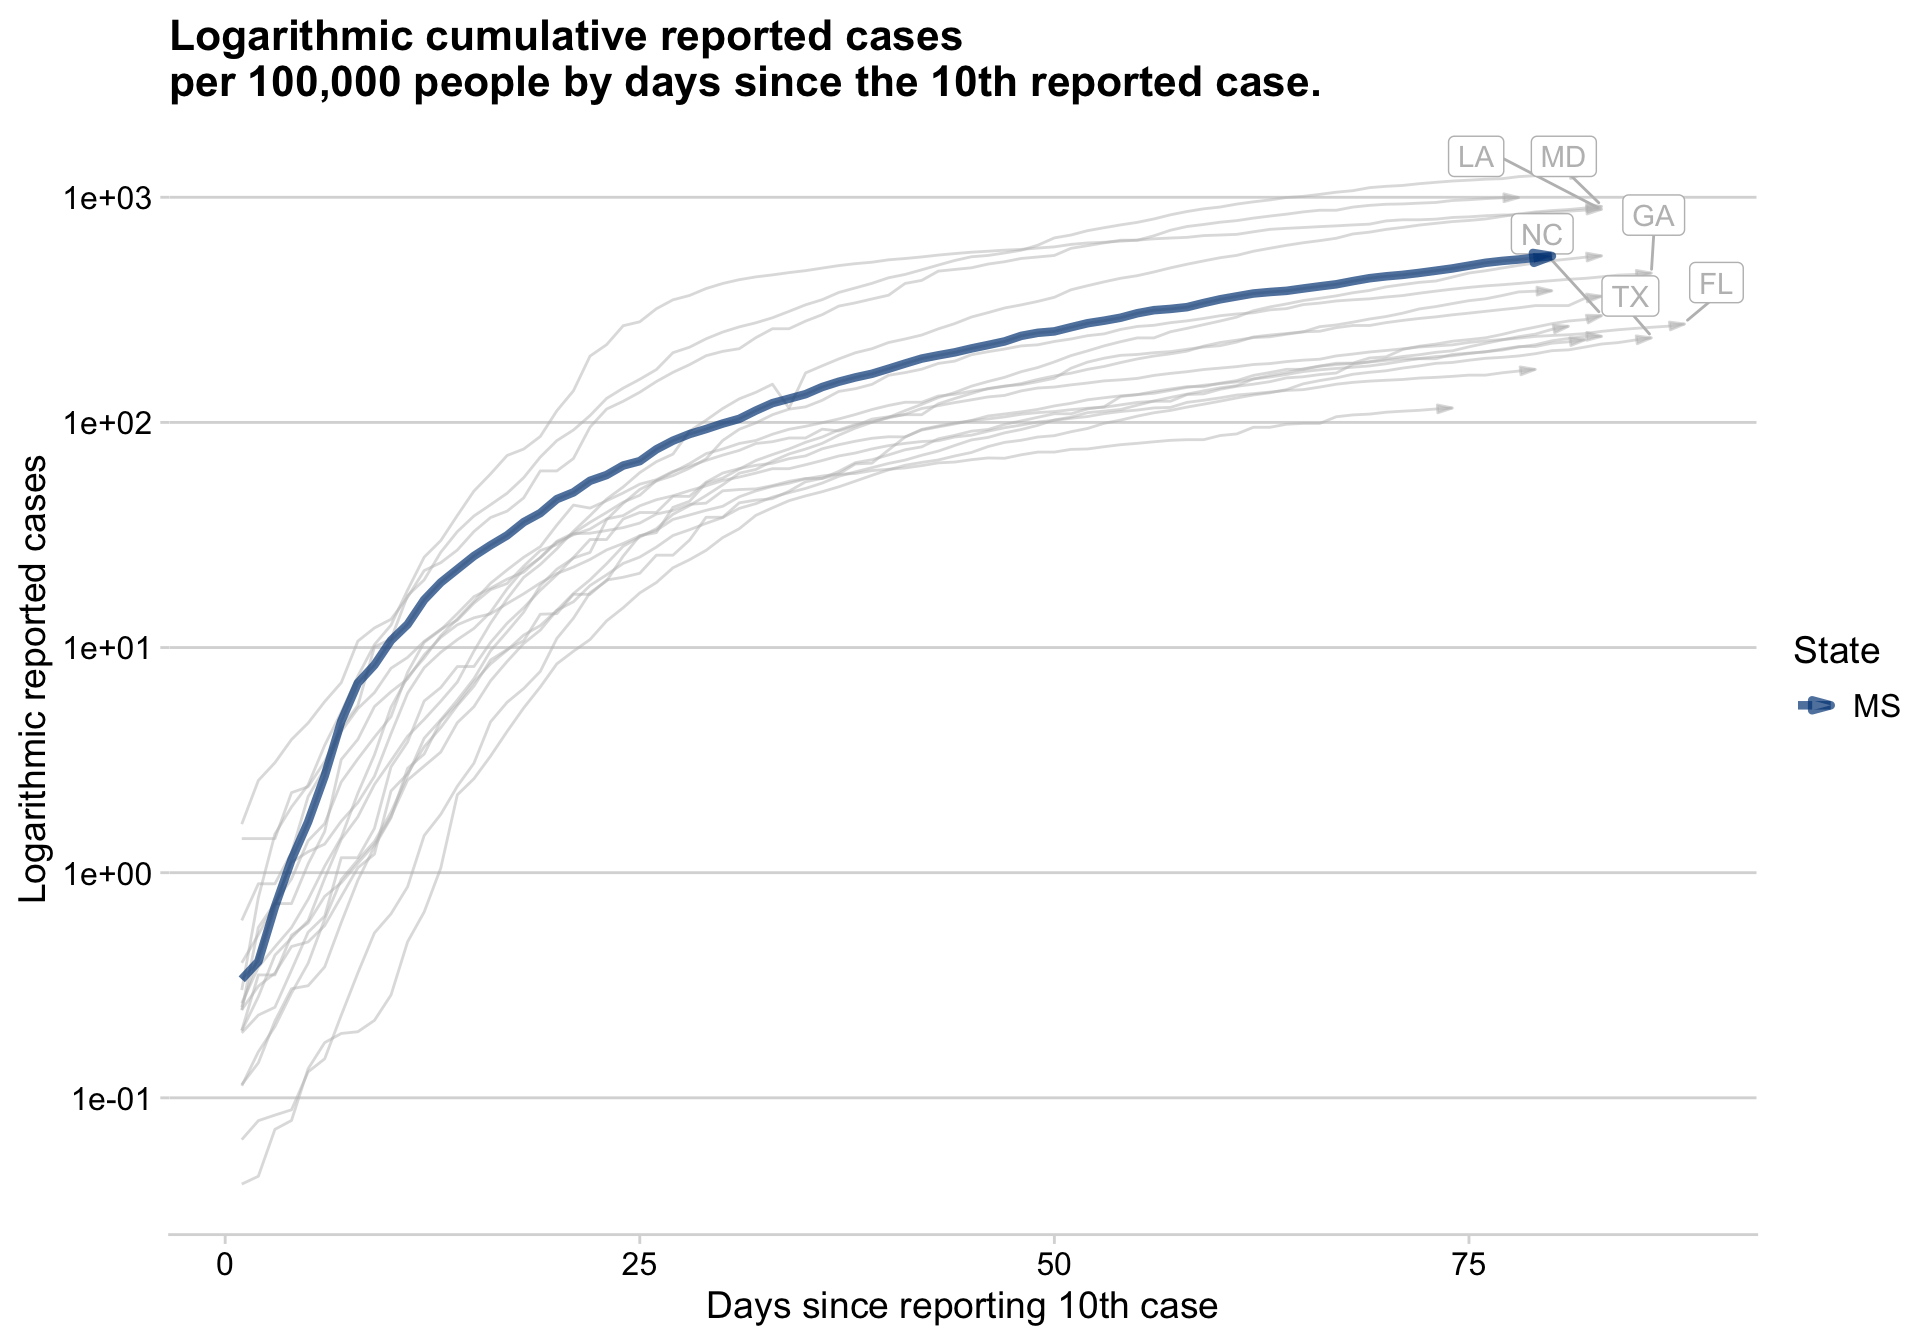 Logarithmic cumulative reported cases
per 100,000 people by days since the 10th reported case.
LA
MD
GA
NC
TX
FL
1e+03
1e+02
1e+01
1e+00
1e-01
Logarithmic reported cases
0
25
50
75
Days since reporting 10th case
State
MS